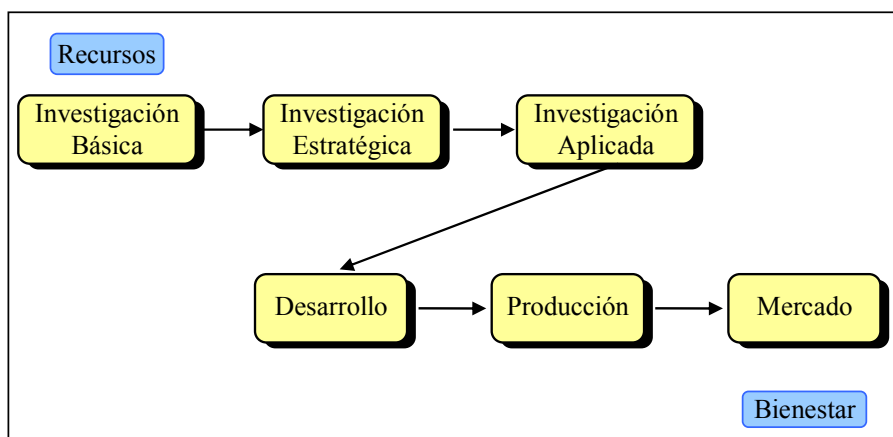 Recursos
Investigación
Básica
Investigación
Estratégica
Investigación
Aplicada
Desarrollo
Producción
Mercado
Bienestar